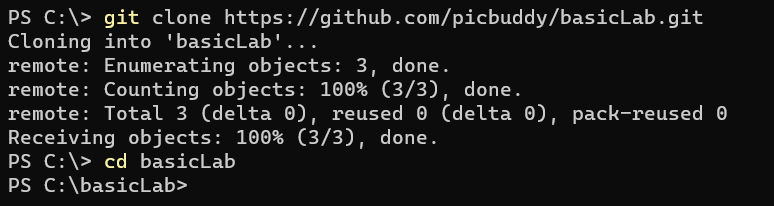 PS C:\> git clone https://github.com/picbuddy/basicLab.git
Cloning into 'basicLab'...
remote: Enumerating objects: 3, done.
remote: Counting objects: 100% (3/3), done.
remote: Total 3 (delta 0), reused 0 (delta 0), pack-reused 0
Receiving objects: 100% (3/3), done.
PS C:\> cd basicLab
PS C:\basicLab>